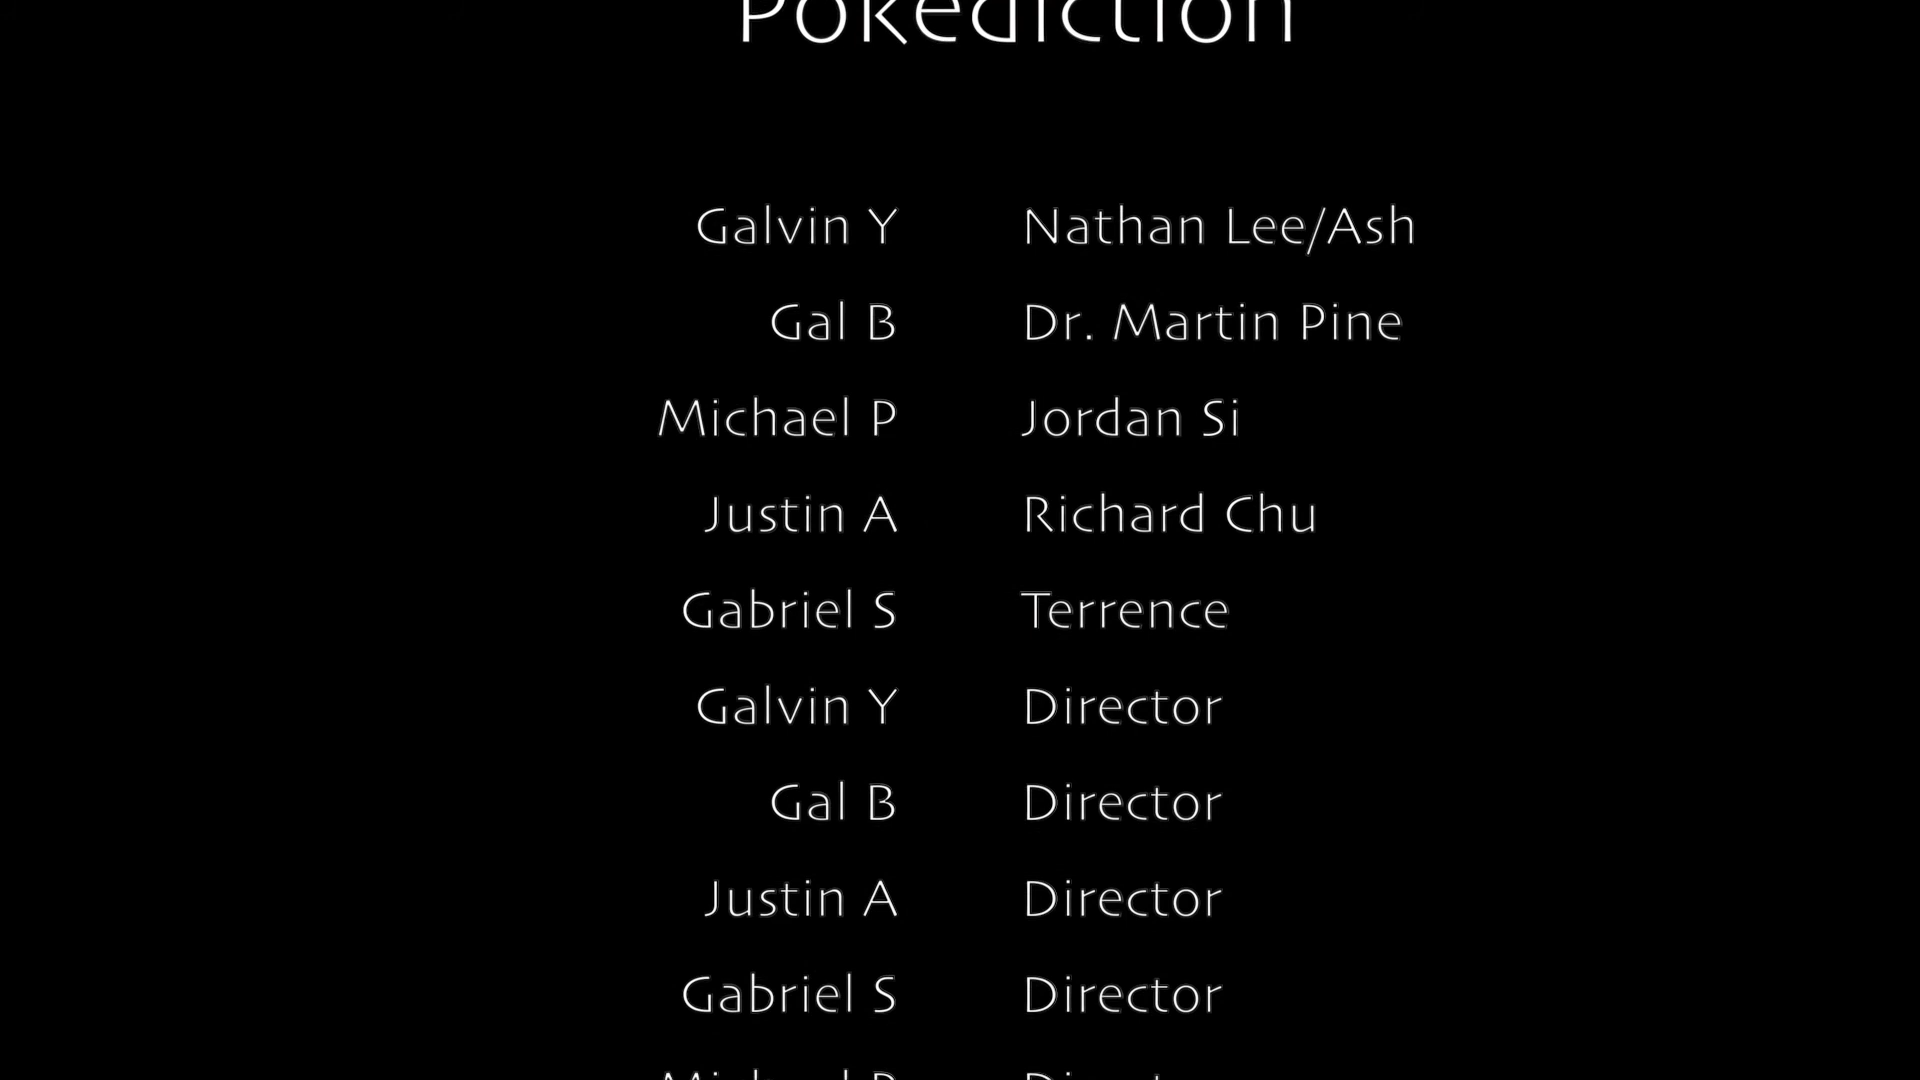 Pokediction
Galvin Y Nathan Lee/Ash
Gal B Dr. Martin Pine
Michael P Jordan Si
Justin A Richard Chu
Gabriel S Terrence
Galvin Y Director
Gal B Director
Justin A Director
Gabriel S Director